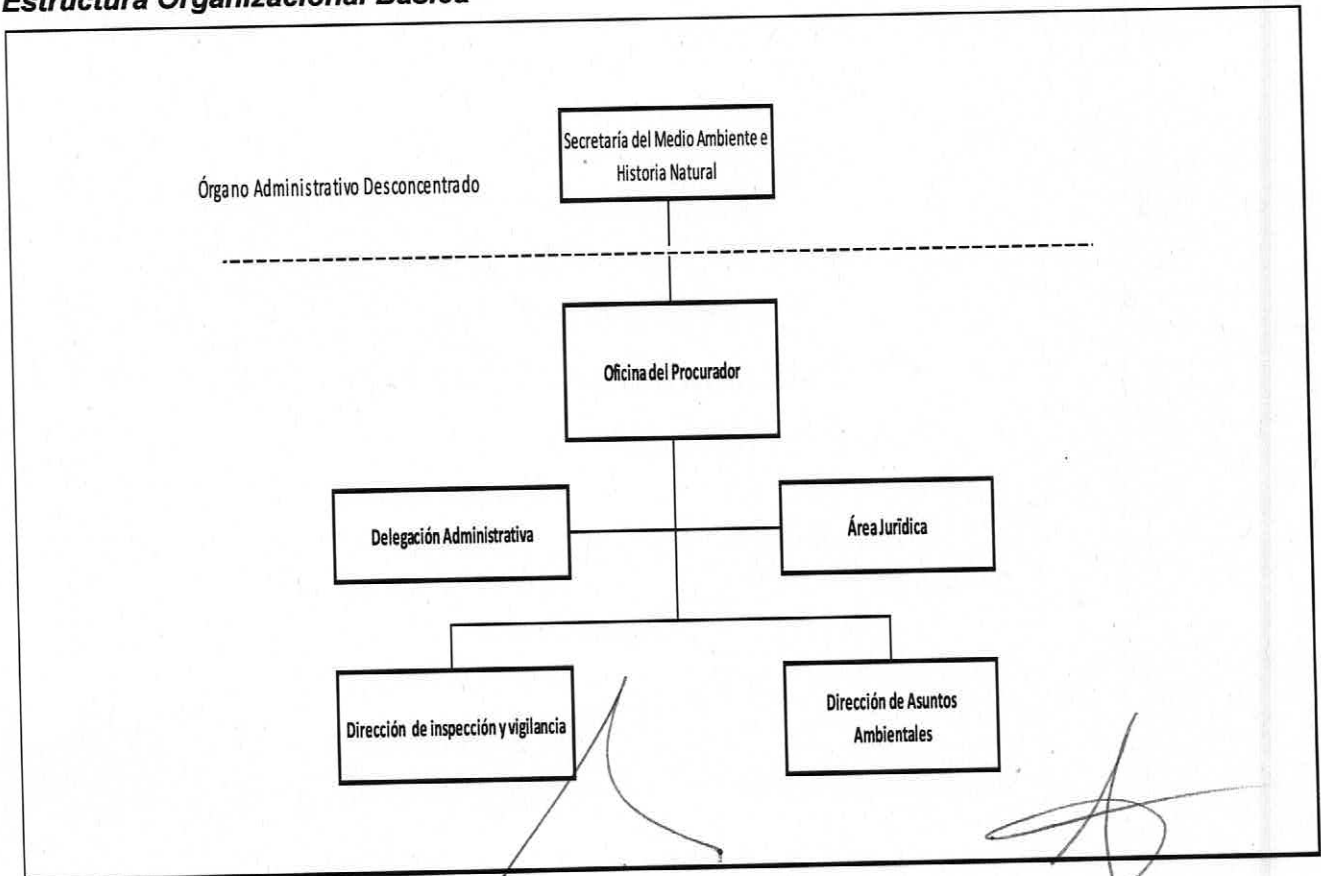 Estructura Organizacional Básica
Secretaría del Medio Ambiente e
Historia Natural
Órgano Administrativo Desconcentrado
Oficina del Procurador
Delegación Administrativa
Área Jurïdica
Dirección de inspección y vigilancia
Dirección de Asuntos
Ambientales